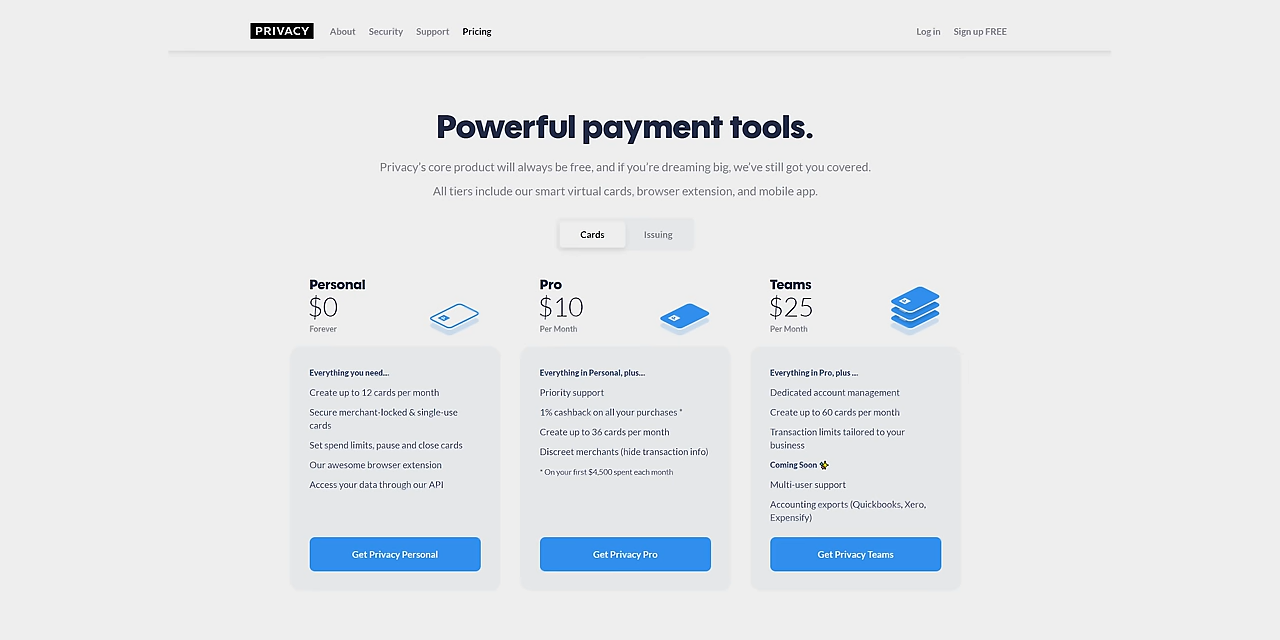 PRIVACY About Security Support Pricing Log in Sign up FREE
Powerful payment tools.
Privacy's core product will always be free, and if you're dreaming big, we've still got you covered.
All tiers include our smart virtual cards, browser extension, and mobile app.
Cards Issuing
Personal
$0
Forever
Everything you need...
Create up to 12 cards per month
Secure merchant-locked & single-use
cards
Set spend limits, pause and close cards
Our awesome browser extension
Access your data through our API
Get Privacy Personal
Pro
$10
Per Month
Everything in Personal, plus...
Priority support
1% cashback on all your purchases *
Create up to 36 cards per month
Discreet merchants (hide transaction info)
* On your first $4,500 spent each month
Get Privacy Pro
Teams
$25
Per Month
Everything in Pro, plus ...
Dedicated account management
Create up to 60 cards per month
Transaction limits tailored to your
business
Coming Soon ✨
Multi-user support
Accounting exports (Quickbooks, Xero,
Expensify)
Get Privacy Teams